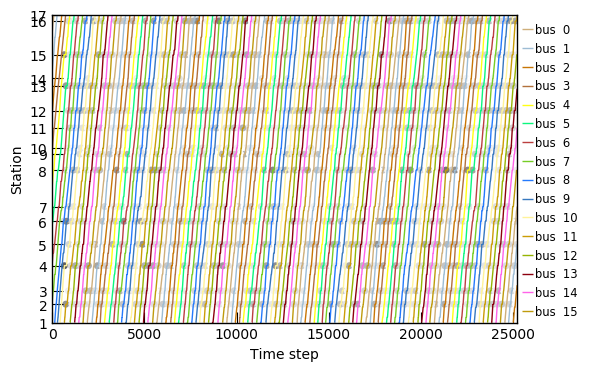 17
16
15
14
13
12
11
10
9
8
7
6
5
4
3
2
1
Station
0 5000 10000 15000 20000 25000
Time step
bus 0
bus 1
bus 2
bus 3
bus 4
bus 5
bus 6
bus 7
bus 8
bus 9
bus 10
bus 11
bus 12
bus 13
bus 14
bus 15